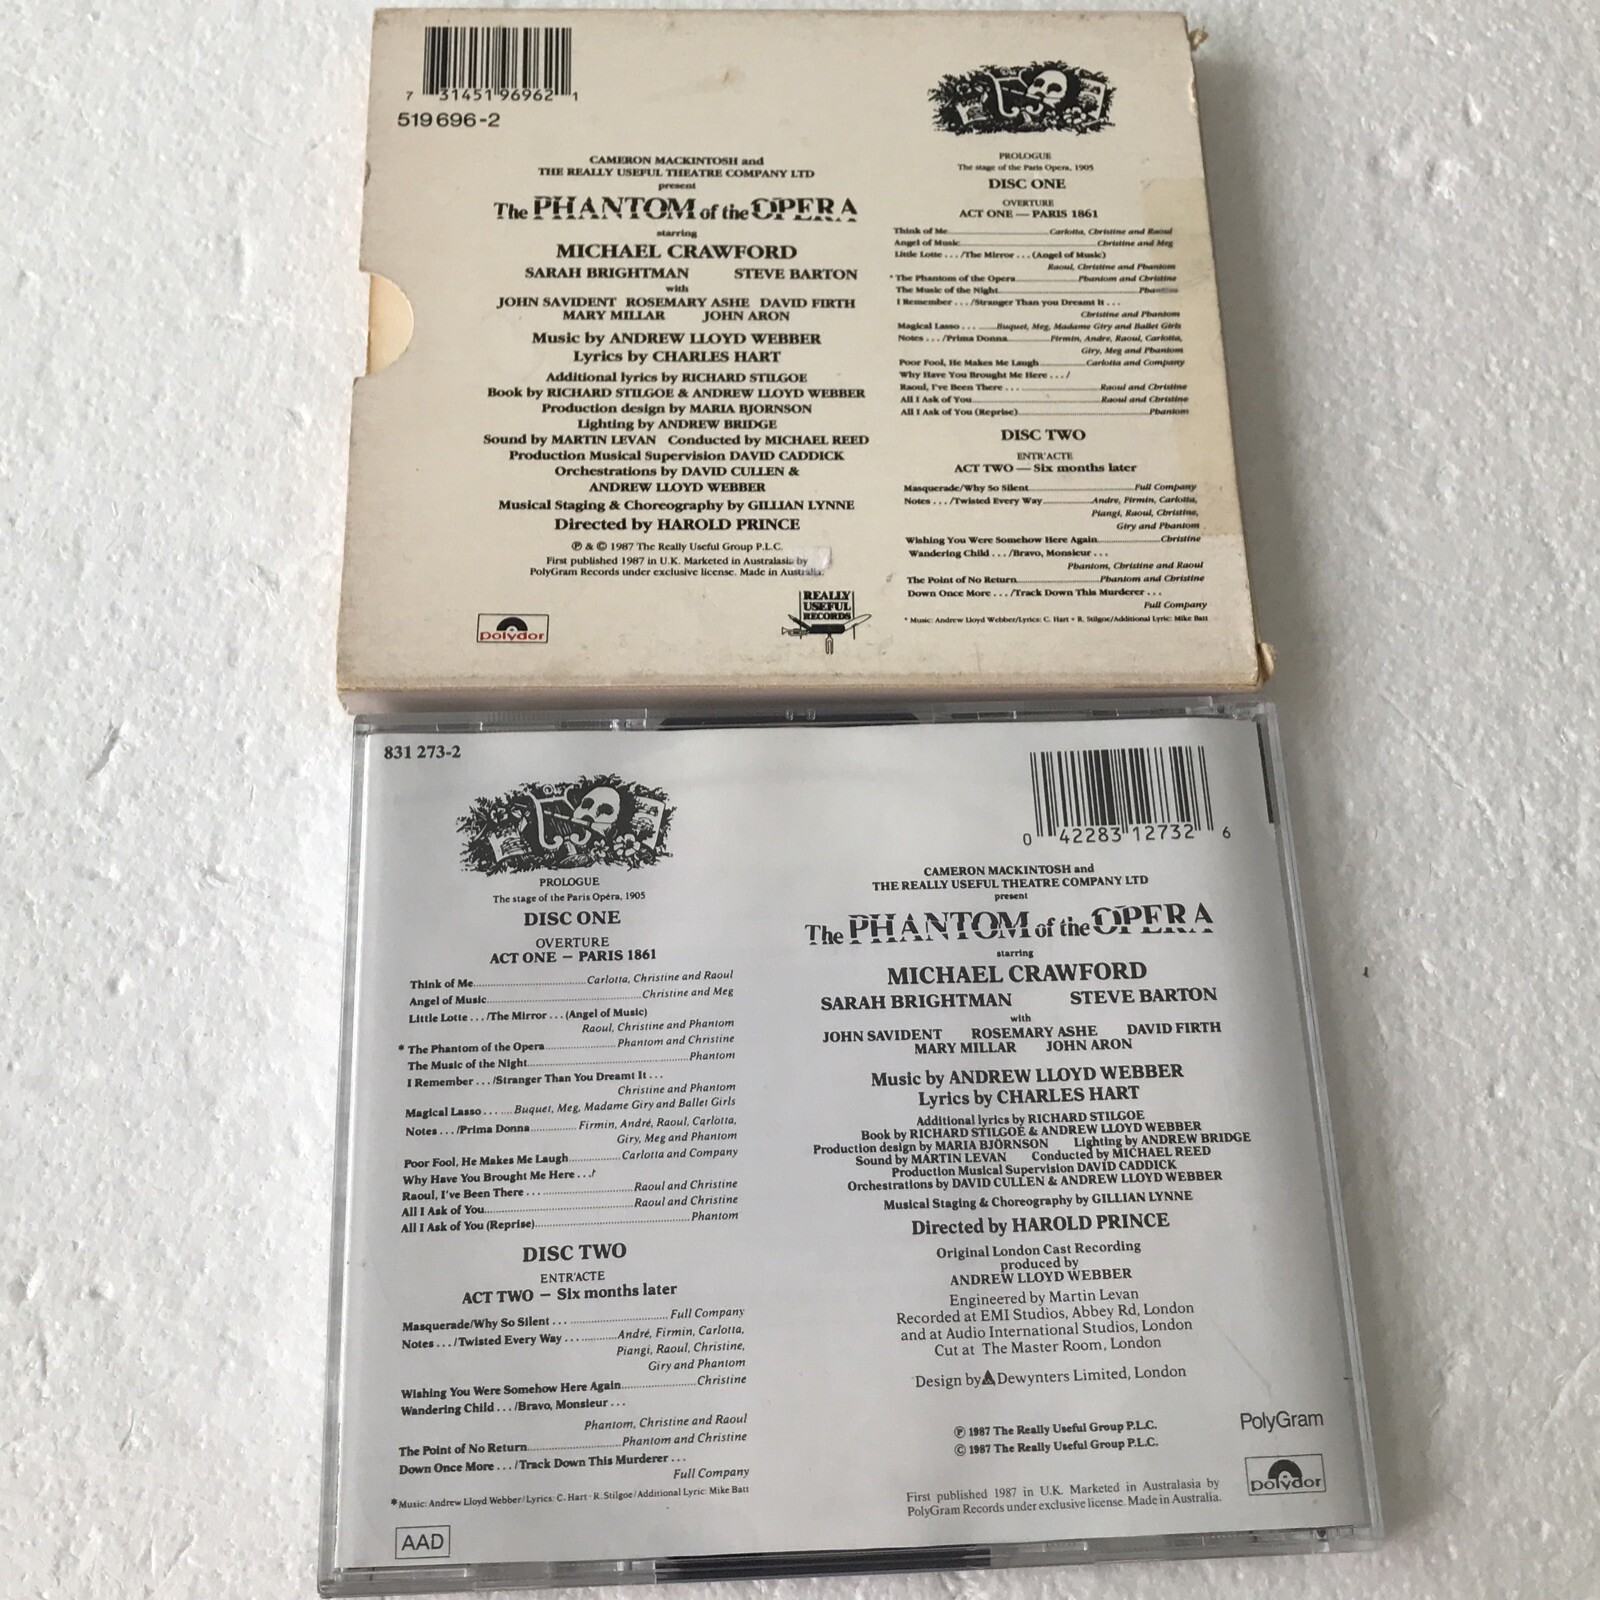 7 31451 96962 1
519 696-2
CAMERON MACKINTOSH and
THE REALLY USEFUL THEATRE COMPANY LTD
present
The PHANTOM of the OPERA
starring
MICHAEL CRAWFORD
SARAH BRIGHTMAN STEVE BARTON
with
JOHN SAVIDENT ROSEMARY ASHE DAVID FIRTH
MARY MILLAR JOHN ARON
Music by ANDREW LLOYD WEBBER
Lyrics by CHARLES HART
Additional lyrics by RICHARD STILGOE
Book by RICHARD STILGOE & ANDREW LLOYD WEBBER
Production design by MARIA BJORNSON
Lighting by ANDREW BRIDGE
Sound by MARTIN LEVAN Conducted by MICHAEL REED
Production Musical Supervision DAVID CADDICK
Orchestrations by DAVID CULLEN &
ANDREW LLOYD WEBBER
Musical Staging & Choreography by GILLIAN LYNNE
Directed by HAROLD PRINCE
℗ & © 1987 The Really Useful Group P.L.C.
First published 1987 in U.K. Marketed in Australasia by
PolyGram Records under exclusive license. Made in Australia.
polydor
REALLY
USEFUL
RECORDS
PROLOGUE
The stage of the Paris Opera, 1905
DISC ONE
OVERTURE
ACT ONE — PARIS 1861
Think of Me Carlotta, Christine and Raoul
Angel of Music Christine and Meg
Little Lotte . . . /The Mirror . . . (Angel of Music)
Raoul, Christine and Phantom
* The Phantom of the Opera Phantom and Christine
The Music of the Night Phantom
I Remember . . . /Stranger Than you Dreamt It . . .
Christine and Phantom
Magical Lasso . . . Buquet, Meg, Madame Giry and Ballet Girls
Notes . . . /Prima Donna Firmin, Andre, Raoul, Carlotta,
Giry, Meg and Phantom
Poor Fool, He Makes Me Laugh Carlotta and Company
Why Have You Brought Me Here . . . /
Raoul, I've Been There . . . Raoul and Christine
All I Ask of You Raoul and Christine
All I Ask of You (Reprise) Phantom
DISC TWO
ENTR'ACTE
ACT TWO — Six months later
Masquerade/Why So Silent Full Company
Notes . . . /Twisted Every Way Andre, Firmin, Carlotta,
Piangi, Raoul, Christine,
Giry and Phantom
Wishing You Were Somehow Here Again Christine
Wandering Child . . . /Bravo, Monsieur . . .
Phantom, Christine and Raoul
The Point of No Return Phantom and Christine
Down Once More . . . /Track Down This Murderer . . .
Full Company
* Music: Andrew Lloyd Webber/Lyrics: C. Hart + R. Stilgoe/Additional Lyric: Mike Batt
831 273-2
PROLOGUE
The stage of the Paris Opéra, 1905
DISC ONE
OVERTURE
ACT ONE – PARIS 1861
Think of Me Carlotta, Christine and Raoul
Angel of Music Christine and Meg
Little Lotte . . . /The Mirror . . . (Angel of Music)
Raoul, Christine and Phantom
* The Phantom of the Opera Phantom and Christine
The Music of the Night Phantom
I Remember . . . /Stranger Than You Dreamt It . . .
Christine and Phantom
Magical Lasso . . . Buquet, Meg, Madame Giry and Ballet Girls
Notes . . . /Prima Donna Firmin, André, Raoul, Carlotta,
Giry, Meg and Phantom
Poor Fool, He Makes Me Laugh Carlotta and Company
Why Have You Brought Me Here . . . /
Raoul, I've Been There . . . Raoul and Christine
All I Ask of You Raoul and Christine
All I Ask of You (Reprise) Phantom
DISC TWO
ENTR'ACTE
ACT TWO – Six months later
Masquerade/Why So Silent . . . Full Company
Notes . . . /Twisted Every Way . . . André, Firmin, Carlotta,
Piangi, Raoul, Christine,
Giry and Phantom
Wishing You Were Somehow Here Again Christine
Wandering Child . . . /Bravo, Monsieur . . .
Phantom, Christine and Raoul
The Point of No Return Phantom and Christine
Down Once More . . . /Track Down This Murderer . . .
Full Company
*Music: Andrew Lloyd Webber/Lyrics: C. Hart - R. Stilgoe/Additional Lyric: Mike Batt
AAD
0 42283 12732 6
CAMERON MACKINTOSH and
THE REALLY USEFUL THEATRE COMPANY LTD
present
The PHANTOM of the OPERA
starring
MICHAEL CRAWFORD
SARAH BRIGHTMAN STEVE BARTON
with
JOHN SAVIDENT ROSEMARY ASHE DAVID FIRTH
MARY MILLAR JOHN ARON
Music by ANDREW LLOYD WEBBER
Lyrics by CHARLES HART
Additional lyrics by RICHARD STILGOE
Book by RICHARD STILGOE & ANDREW LLOYD WEBBER
Production design by MARIA BJÖRNSON Lighting by ANDREW BRIDGE
Sound by MARTIN LEVAN Conducted by MICHAEL REED
Production Musical Supervision DAVID CADDICK
Orchestrations by DAVID CULLEN & ANDREW LLOYD WEBBER
Musical Staging & Choreography by GILLIAN LYNNE
Directed by HAROLD PRINCE
Original London Cast Recording
produced by
ANDREW LLOYD WEBBER
Engineered by Martin Levan
Recorded at EMI Studios, Abbey Rd, London
and at Audio International Studios, London
Cut at The Master Room, London
Design by Dewynters Limited, London
℗ 1987 The Really Useful Group P.L.C.
© 1987 The Really Useful Group P.L.C.
PolyGram
First published 1987 in U.K. Marketed in Australasia by
PolyGram Records under exclusive license. Made in Australia.
polydor